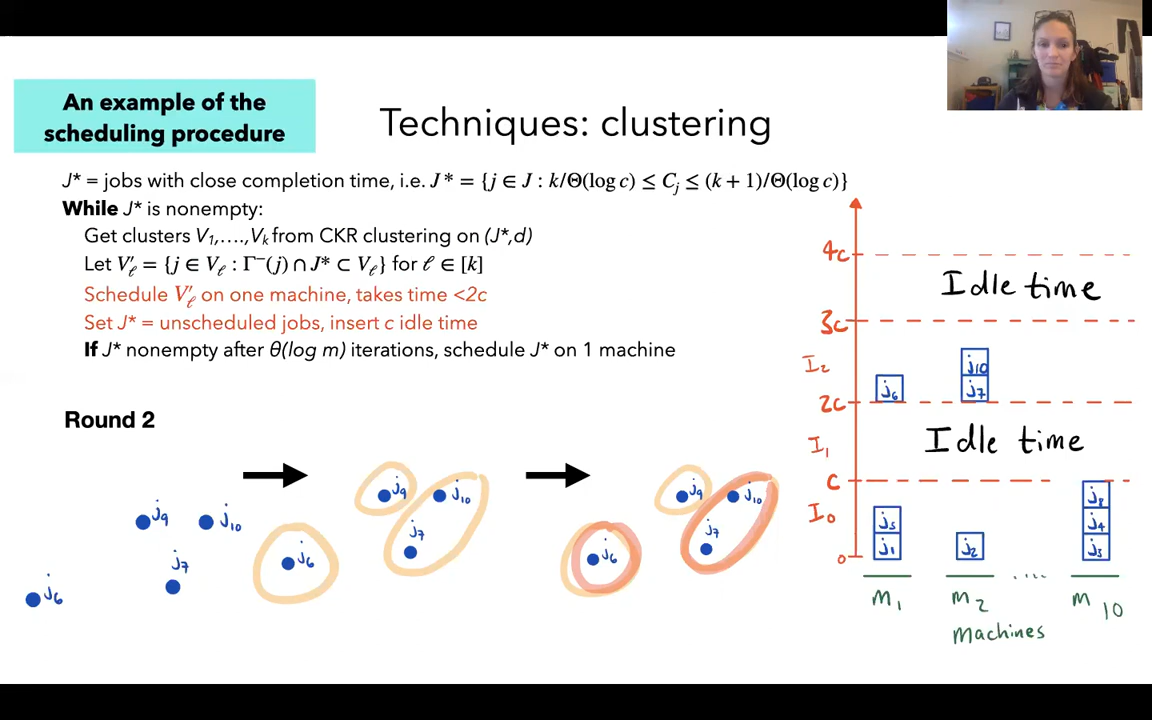 An example of the
scheduling procedure
Techniques: clustering
J* = jobs with close completion time, i.e. J* = {j ∈ J : k/Θ(log c) ≤ C_j ≤ (k + 1)/Θ(log c)}
While J* is nonempty:
Get clusters V₁,….,Vₖ from CKR clustering on (J*,d)
Let V′_ℓ = {j ∈ V_ℓ : Γ⁻(j) ∩ J* ⊂ V_ℓ} for ℓ ∈ [k]
Schedule V′_ℓ on one machine, takes time <2c
Set J* = unscheduled jobs, insert c idle time
If J* nonempty after θ(log m) iterations, schedule J* on 1 machine
Round 2
j₉
j₁₀
j₇
j₆
j₉
j₁₀
j₇
j₆
j₉
j₁₀
j₇
j₆
4c
Idle time
3c
I₂
j₁₀
j₆
j₇
2c
Idle time
I₁
c
I₀
j₈
j₅
j₄
j₁
j₂
j₃
0
....
m₁
m₂
m 10
machines